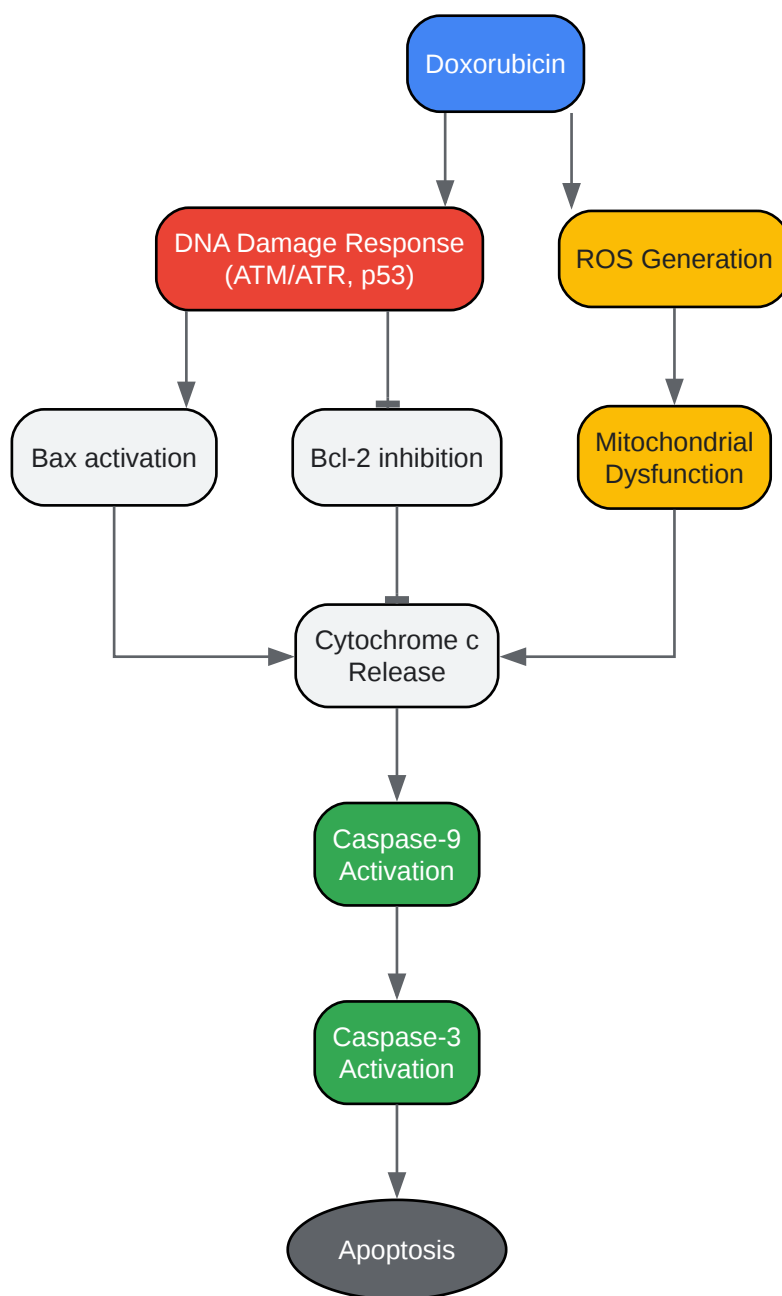 Doxorubicin
DNA Damage Response
(ATM/ATR, p53)
ROS Generation
Bax activation
Bcl-2 inhibition
Mitochondrial
Dysfunction
Cytochrome c
Release
Caspase-9
Activation
Caspase-3
Activation
Apoptosis